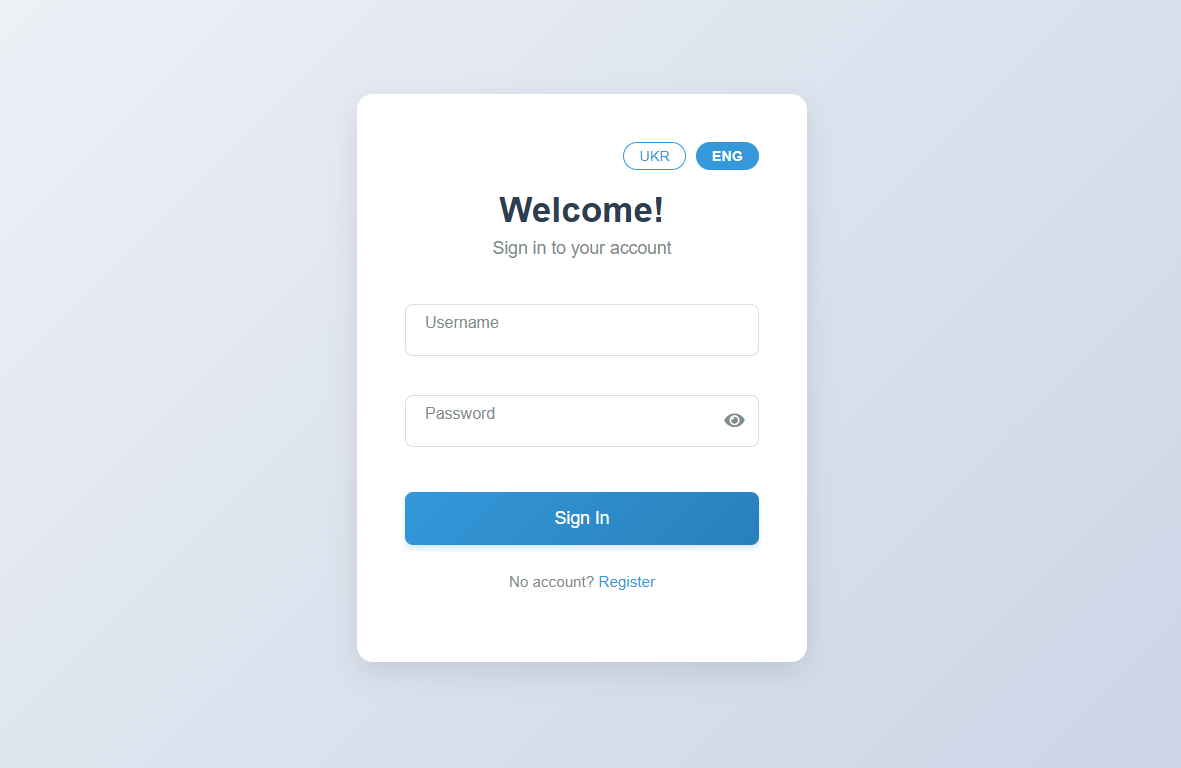 UKR ENG
Welcome!
Sign in to your account
Username
Password
Sign In
No account? Register